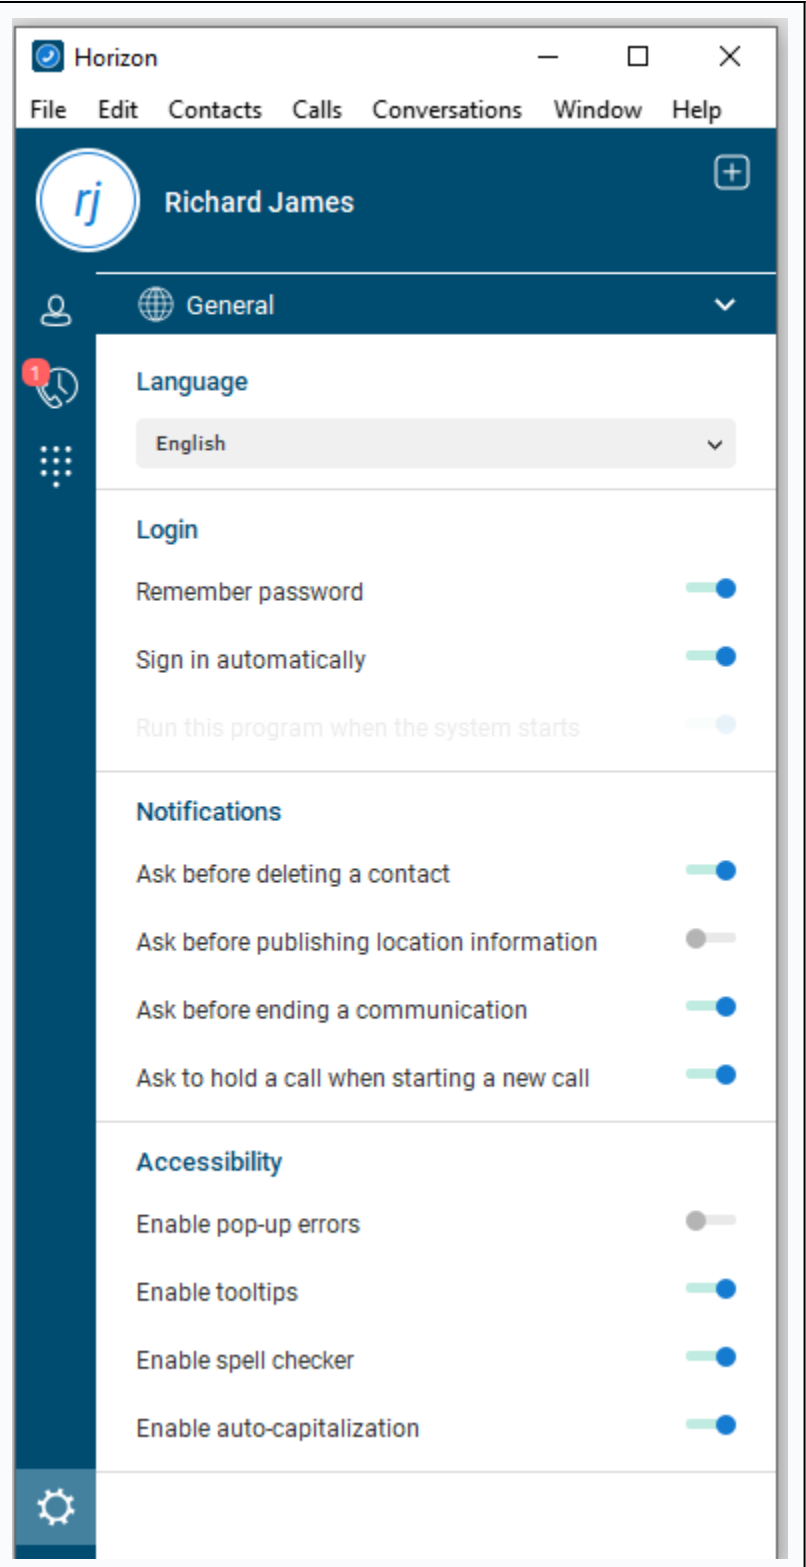 Horizon
File Edit Contacts Calls Conversations Window Help
rj
Richard James
General
1
Language
English
Login
Remember password
Sign in automatically
Run this program when the system starts
Notifications
Ask before deleting a contact
Ask before publishing location information
Ask before ending a communication
Ask to hold a call when starting a new call
Accessibility
Enable pop-up errors
Enable tooltips
Enable spell checker
Enable auto-capitalization